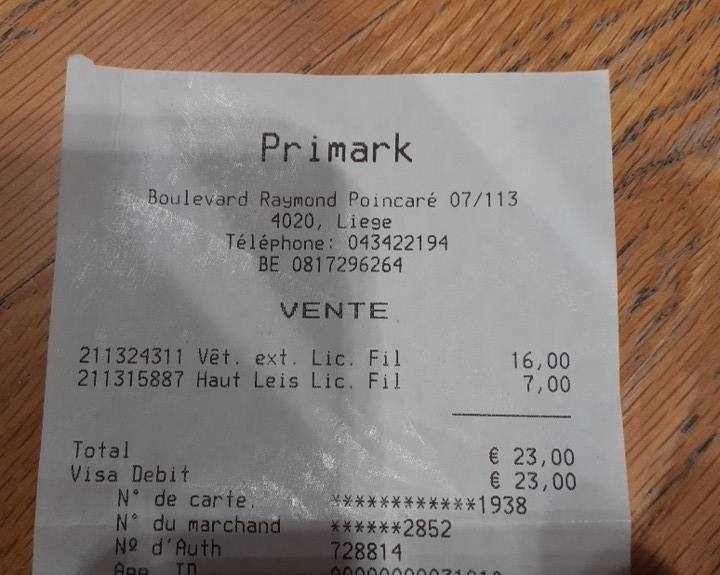 Primark
Boulevard Raymond Poincaré 07/113
4020, Liege
Téléphone: 043422194
BE 0817296264
VENTE
211324311 Vêt. ext. Lic. Fil 16,00
211315887 Haut Leis Lic. Fil 7,00
Total € 23,00
Visa Debit € 23,00
N° de carte. ************1938
N° du marchand ******2852
Nº d'Auth 728814
App ID